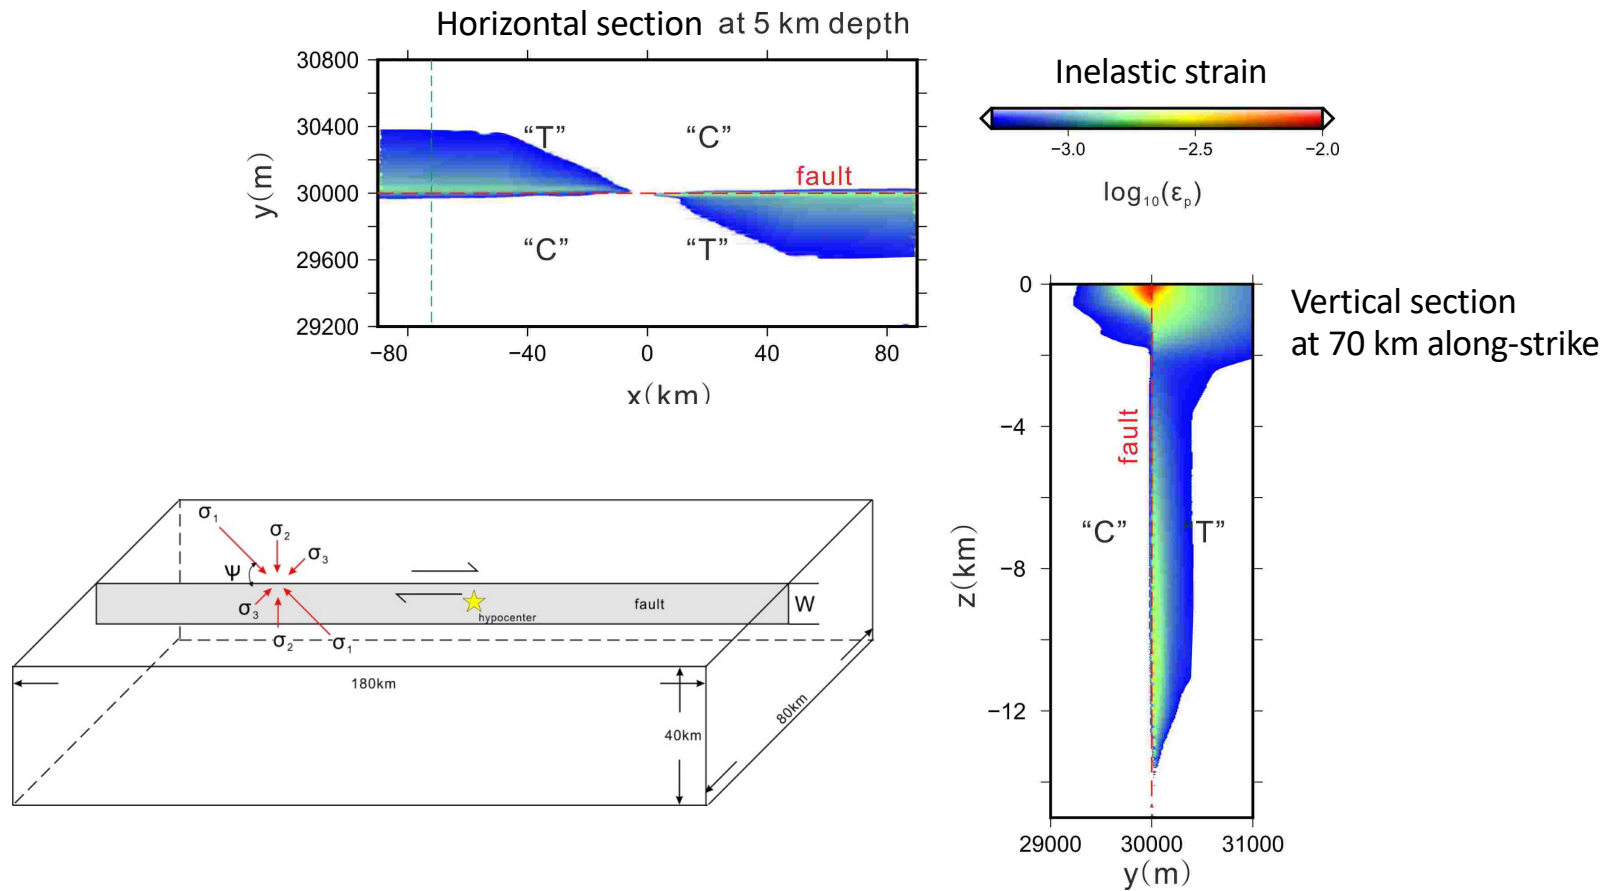 Horizontal section at 5 km depth
30800
30400
30000
29600
29200
y(m)
"T"
"C"
fault
"C"
"T"
−80
−40
0
40
80
x(km)
Inelastic strain
−3.0
−2.5
−2.0
log₁₀(εₚ)
Vertical section
at 70 km along-strike
0
−4
−8
−12
z(km)
fault
"C"
"T"
29000
30000
31000
y(m)
σ₁
σ₂
σ₃
Ψ
σ₃
σ₂
σ₁
hypocenter
fault
W
180km
40km
80km